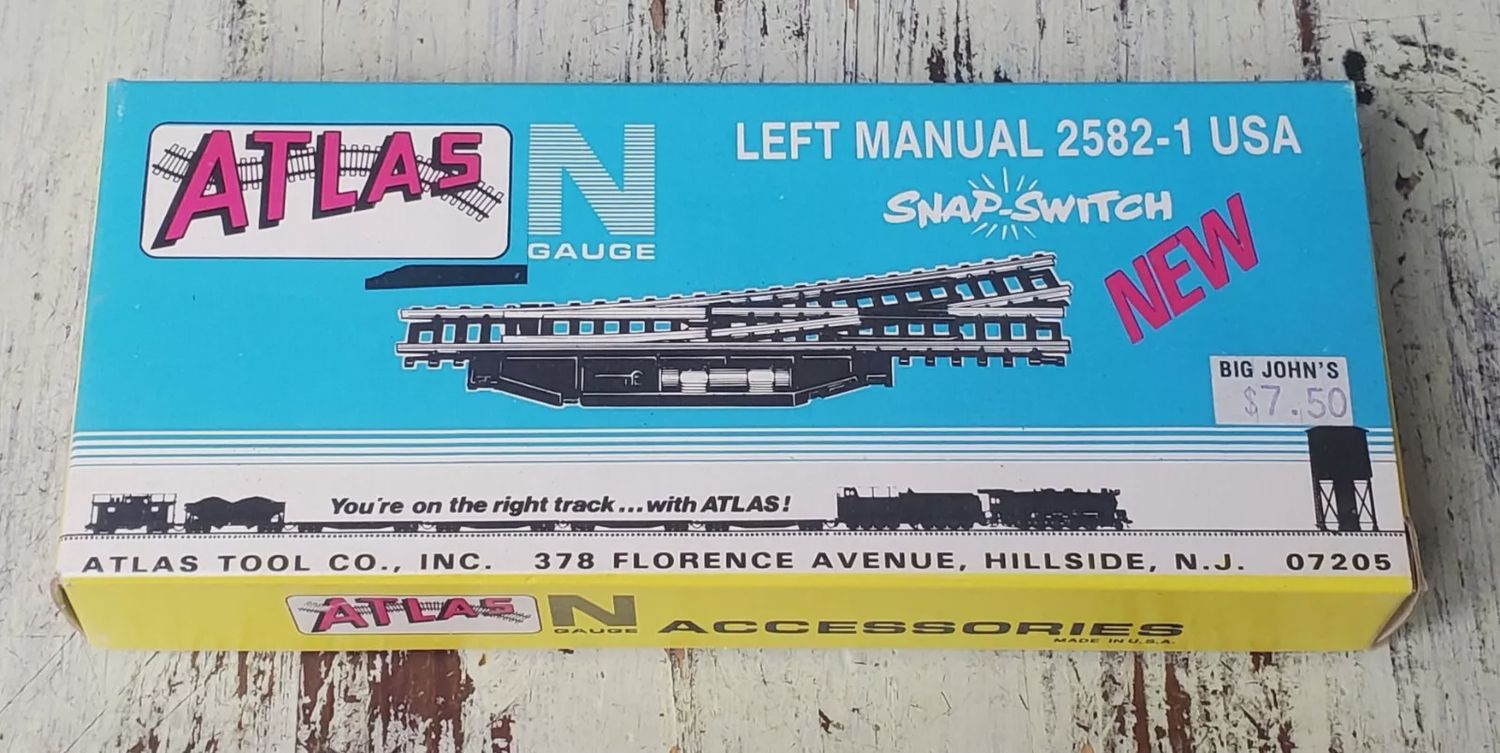 ATLAS
N
GAUGE
LEFT MANUAL 2582-1 USA
SNAP-SWITCH
NEW
BIG JOHN'S
$7.50
You're on the right track...with ATLAS!
ATLAS TOOL CO., INC. 378 FLORENCE AVENUE, HILLSIDE, N.J. 07205
ATLAS N GAUGE ACCESSORIES
MADE IN U.S.A.